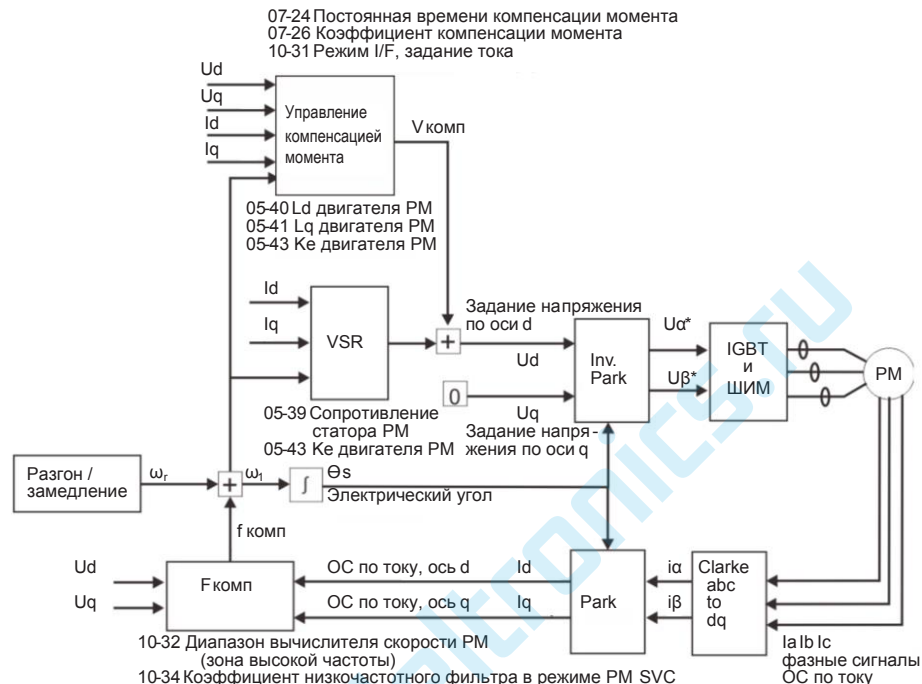 07-24 Постоянная времени компенсации момента
07-26 Коэффициент компенсации момента
10-31 Режим I/F, задание тока
Ud
Uq
Id
Iq
Управление
компенсацией
момента
V комп
05-40 Ld двигателя PM
05-41 Lq двигателя PM
05-43 Ke двигателя PM
Id
Iq
VSR
+
Задание напряжения
по оси d
Ud
0
Uq
Задание напря-
жения по оси q
Inv.
Park
Uα*
Uβ*
IGBT
и
ШИМ
PM
05-39 Сопротивление
статора PM
05-43 Ke двигателя PM
Разгон /
замедление
ωr
+
ω1
∫
Θs
Электрический угол
f комп
Ud
Uq
F комп
ОС по току, ось d
Id
ОС по току, ось q
Iq
Park
iα
iβ
Clarke
abc
to
dq
Ia Ib Ic
фазные сигналы
ОС по току
10-32 Диапазон вычислителя скорости PM
(зона высокой частоты)
10-34 Коэффициент низкочастотного фильтра в режиме PM SVC